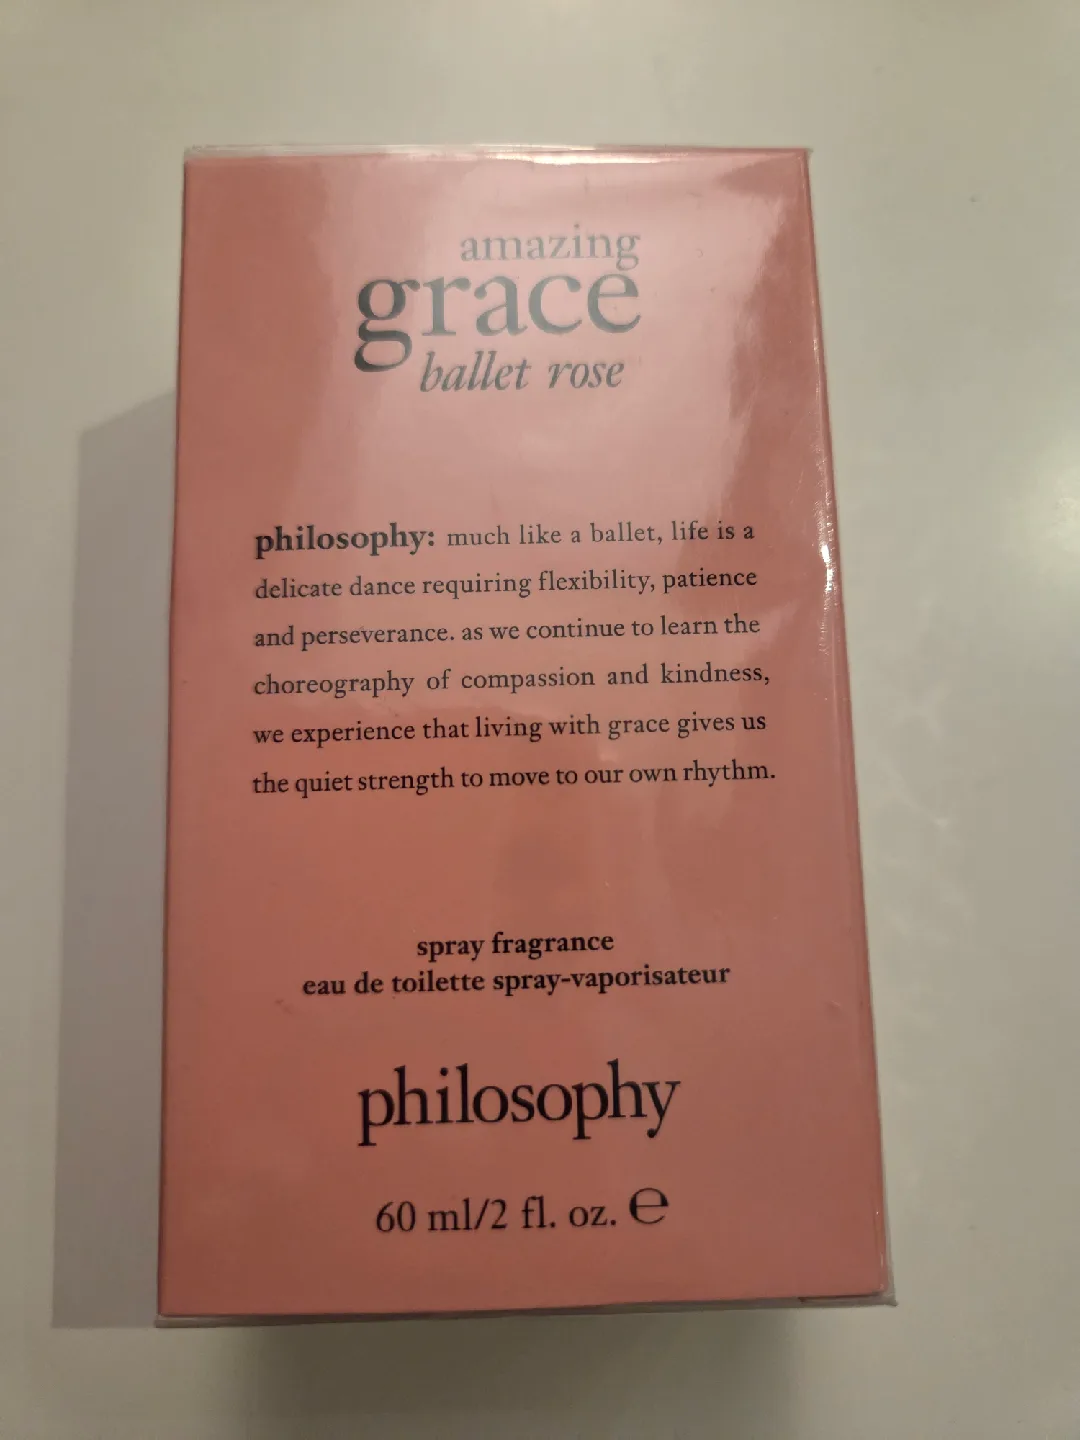 amazing
grace
ballet rose
philosophy: much like a ballet, life is a
delicate dance requiring flexibility, patience
and perseverance. as we continue to learn the
choreography of compassion and kindness,
we experience that living with grace gives us
the quiet strength to move to our own rhythm.
spray fragrance
eau de toilette spray-vaporisateur
philosophy
60 ml/2 fl. oz. ℮